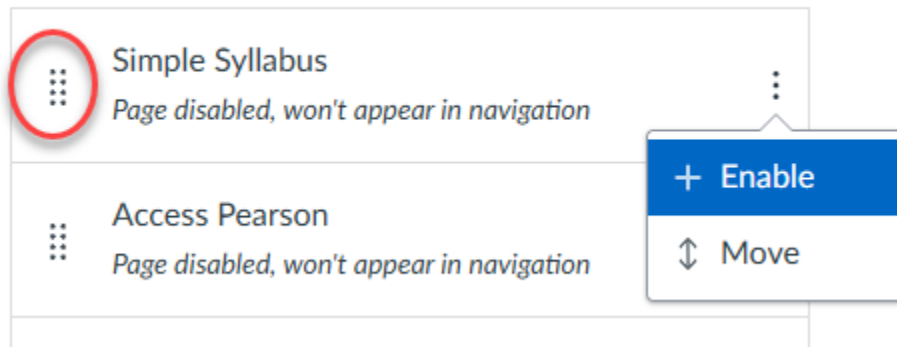 Simple Syllabus
Page disabled, won't appear in navigation
Enable
Access Pearson
Move
Page disabled, won't appear in navigation